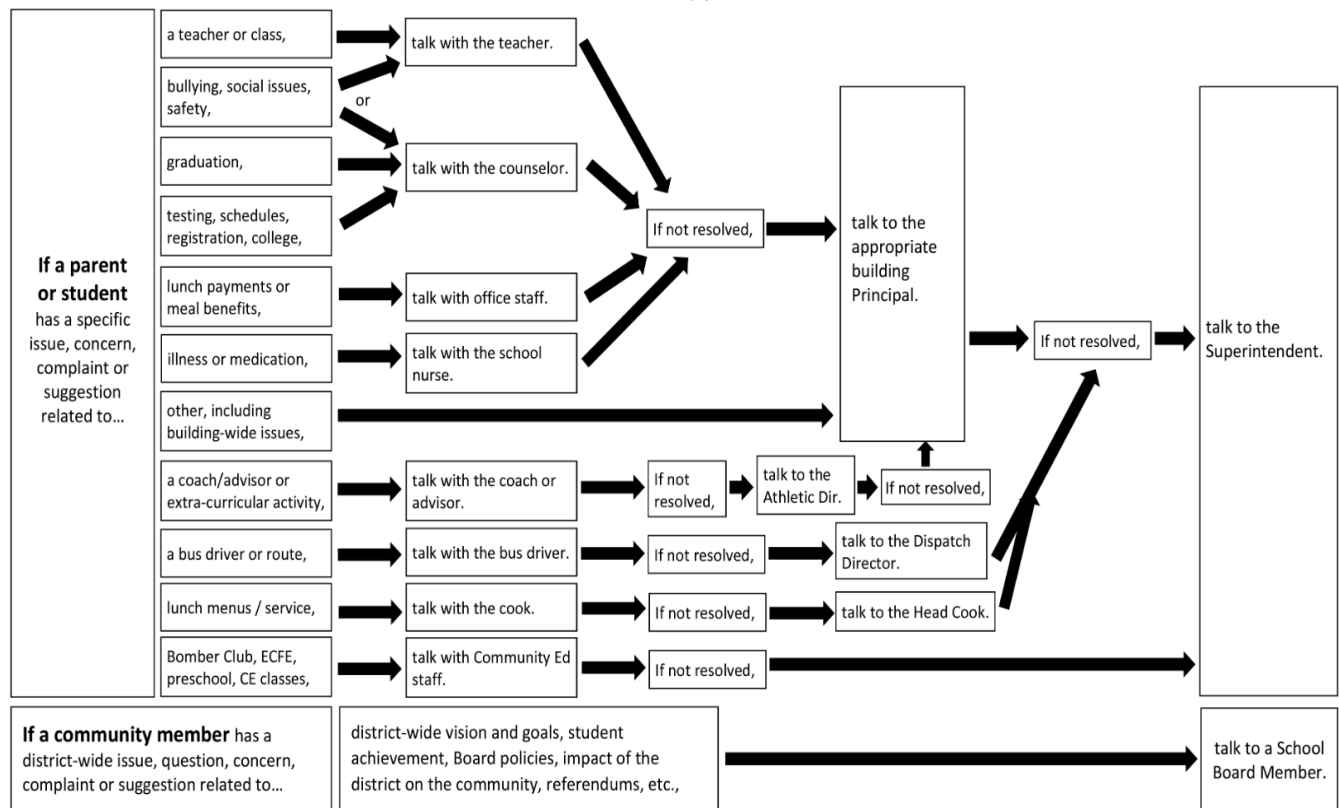 If a parent
or student
has a specific
issue, concern,
complaint or
suggestion
related to...
a teacher or class,
talk with the teacher.
bullying, social issues,
safety,
or
graduation,
talk with the counselor.
testing, schedules,
registration, college,
If not resolved,
talk to the
appropriate
building
Principal.
lunch payments or
meal benefits,
talk with office staff.
illness or medication,
talk with the school
nurse.
If not resolved,
talk to the
Superintendent.
other, including
building-wide issues,
a coach/advisor or
extra-curricular activity,
talk with the coach or
advisor.
If not
resolved,
talk to the
Athletic Dir.
If not resolved,
a bus driver or route,
talk with the bus driver.
If not resolved,
talk to the Dispatch
Director.
lunch menus / service,
talk with the cook.
If not resolved,
talk to the Head Cook.
Bomber Club, ECFE,
preschool, CE classes,
talk with Community Ed
staff.
If not resolved,
If a community member has a
district-wide issue, question, concern,
complaint or suggestion related to...
district-wide vision and goals, student
achievement, Board policies, impact of the
district on the community, referendums, etc.,
talk to a School
Board Member.